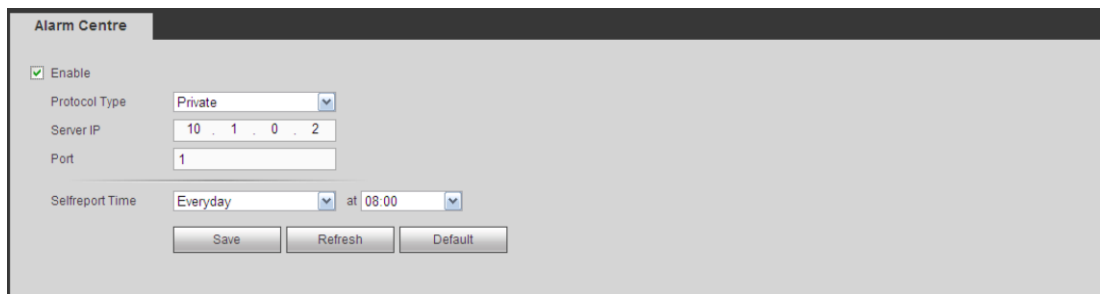 Alarm Centre
Enable
Protocol Type Private
Server IP 10 . 1 . 0 . 2
Port 1
Selfreport Time Everyday at 08:00
Save Refresh Default